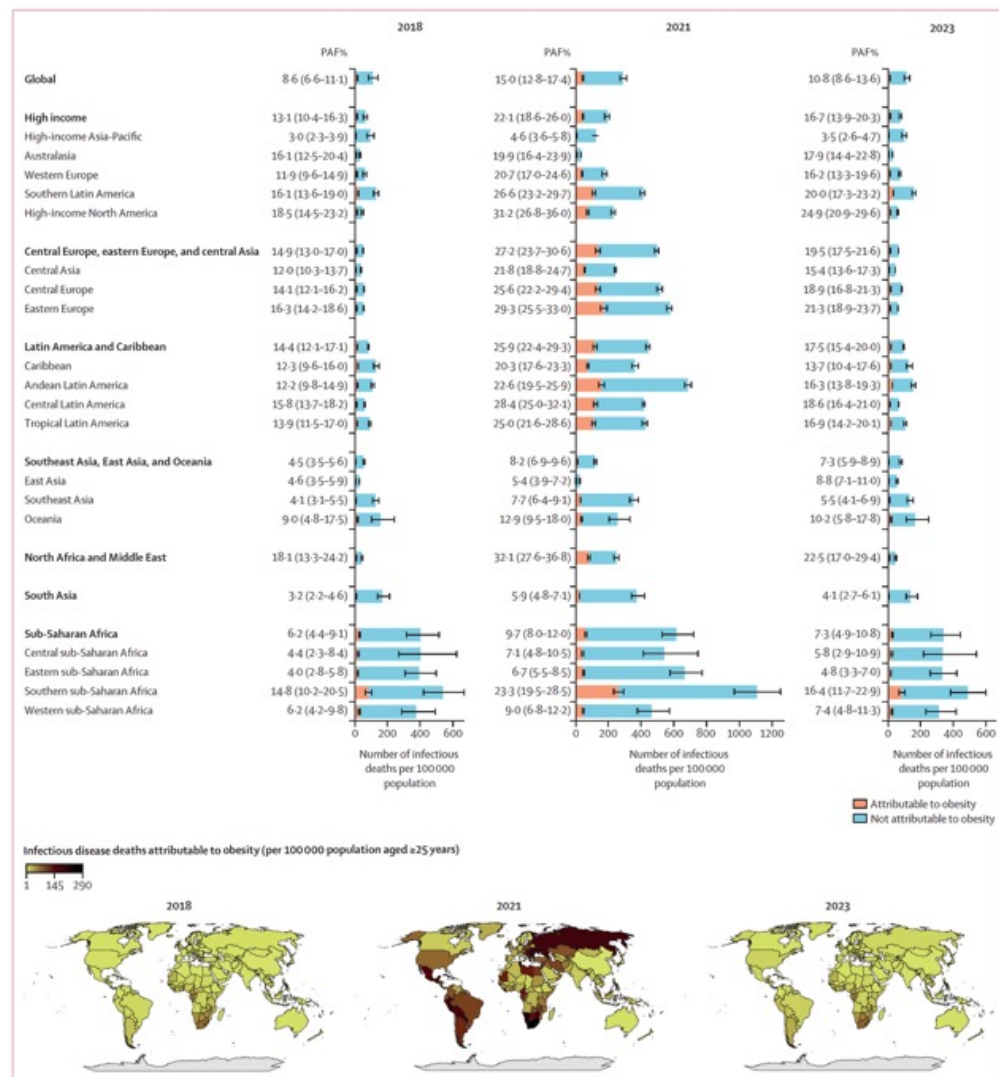 2018 2021 2023
PAF% PAF% PAF%
Global 8·6 (6·6–11·1) 15·0 (12·8–17·4) 10·8 (8·6–13·6)
High income 13·1 (10·4–16·3) 22·1 (18·6–26·0) 16·7 (13·9–20·3)
High-income Asia-Pacific 3·0 (2·3–3·9) 4·6 (3·6–5·8) 3·5 (2·6–4·7)
Australasia 16·1 (12·5–20·4) 19·9 (16·4–23·9) 17·9 (14·4–22·8)
Western Europe 11·9 (9·6–14·9) 20·7 (17·0–24·6) 16·2 (13·3–19·6)
Southern Latin America 16·1 (13·6–19·0) 26·6 (23·2–29·7) 20·0 (17·3–23·2)
High-income North America 18·5 (14·5–23·2) 31·2 (26·8–36·0) 24·9 (20·9–29·6)
Central Europe, eastern Europe, and central Asia 14·9 (13·0–17·0) 27·2 (23·7–30·6) 19·5 (17·5–21·6)
Central Asia 12·0 (10·3–13·7) 21·8 (18·8–24·7) 15·4 (13·6–17·3)
Central Europe 14·1 (12·1–16·2) 25·6 (22·2–29·4) 18·9 (16·8–21·3)
Eastern Europe 16·3 (14·2–18·6) 29·3 (25·5–33·0) 21·3 (18·9–23·7)
Latin America and Caribbean 14·4 (12·1–17·1) 25·9 (22·4–29·3) 17·5 (15·4–20·0)
Caribbean 12·3 (9·6–16·0) 20·3 (17·6–23·3) 13·7 (10·4–17·6)
Andean Latin America 12·2 (9·8–14·9) 22·6 (19·5–25·9) 16·3 (13·8–19·3)
Central Latin America 15·8 (13·7–18·2) 28·4 (25·0–32·1) 18·6 (16·4–21·0)
Tropical Latin America 13·9 (11·5–17·0) 25·0 (21·6–28·6) 16·9 (14·2–20·1)
Southeast Asia, East Asia, and Oceania 4·5 (3·5–5·6) 8·2 (6·9–9·6) 7·3 (5·9–8·9)
East Asia 4·6 (3·5–5·9) 5·4 (3·9–7·2) 8·8 (7·1–11·0)
Southeast Asia 4·1 (3·1–5·5) 7·7 (6·4–9·1) 5·5 (4·1–6·9)
Oceania 9·0 (4·8–17·5) 12·9 (9·5–18·0) 10·2 (5·8–17·8)
North Africa and Middle East 18·1 (13·3–24·2) 32·1 (27·6–36·8) 22·5 (17·0–29·4)
South Asia 3·2 (2·2–4·6) 5·9 (4·8–7·1) 4·1 (2·7–6·1)
Sub-Saharan Africa 6·2 (4·4–9·1) 9·7 (8·0–12·0) 7·3 (4·9–10·8)
Central sub-Saharan Africa 4·4 (2·3–8·4) 7·1 (4·8–10·5) 5·8 (2·9–10·9)
Eastern sub-Saharan Africa 4·0 (2·8–5·8) 6·7 (5·5–8·5) 4·8 (3·3–7·0)
Southern sub-Saharan Africa 14·8 (10·2–20·5) 23·3 (19·5–28·5) 16·4 (11·7–22·9)
Western sub-Saharan Africa 6·2 (4·2–9·8) 9·0 (6·8–12·2) 7·4 (4·8–11·3)
0 200 400 600 0 200 400 600 800 1000 1200 0 200 400 600
Number of infectious Number of infectious Number of infectious
deaths per 100 000 deaths per 100 000 deaths per 100 000
population population population
Attributable to obesity
Not attributable to obesity
Infectious disease deaths attributable to obesity (per 100 000 population aged ≥25 years)
1 145 290
2018 2021 2023